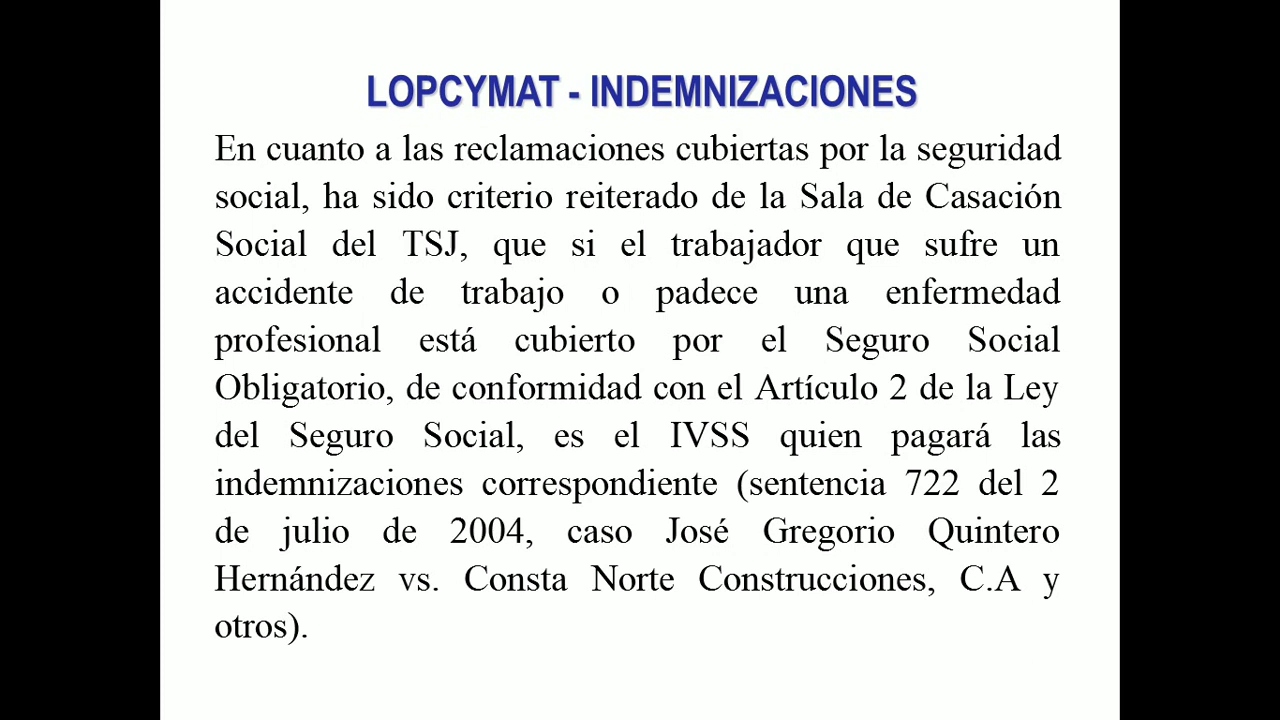 LOPCYMAT - INDEMNIZACIONES
En cuanto a las reclamaciones cubiertas por la seguridad
social, ha sido criterio reiterado de la Sala de Casación
Social del TSJ, que si el trabajador que sufre un
accidente de trabajo o padece una enfermedad
profesional está cubierto por el Seguro Social
Obligatorio, de conformidad con el Artículo 2 de la Ley
del Seguro Social, es el IVSS quien pagará las
indemnizaciones correspondiente (sentencia 722 del 2
de julio de 2004, caso José Gregorio Quintero
Hernández vs. Consta Norte Construcciones, C.A y
otros).